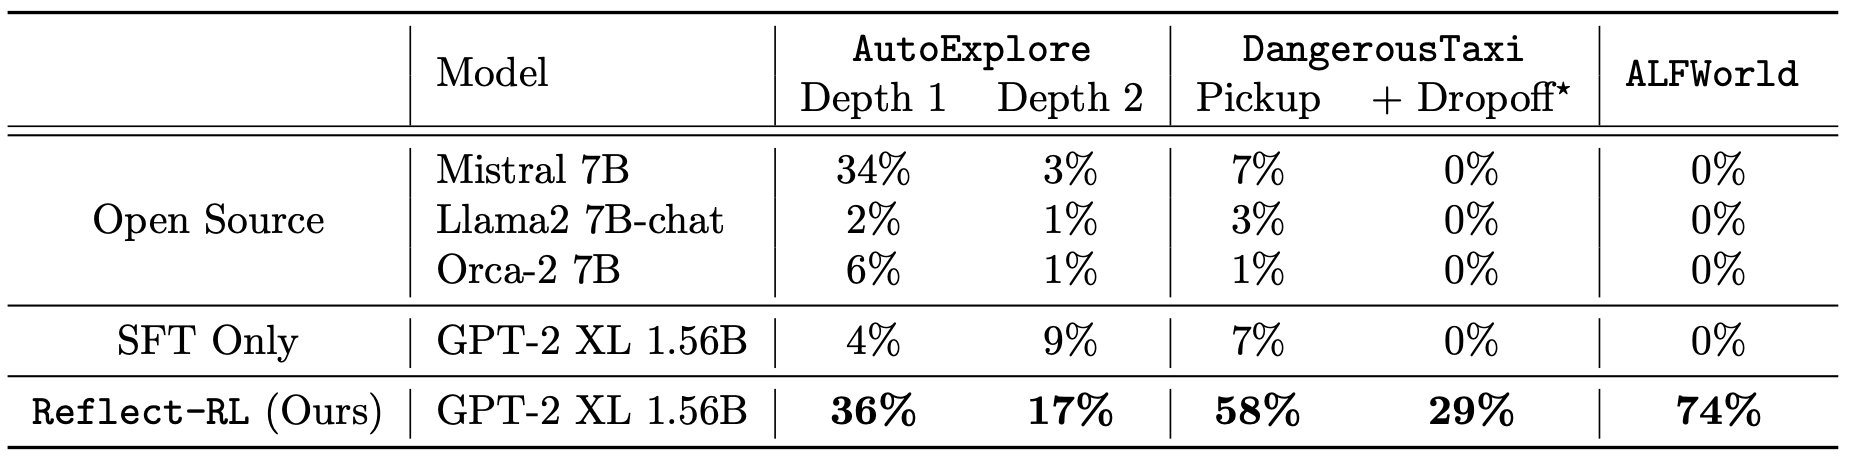 Model AutoExplore DangerousTaxi ALFWorld
Depth 1 Depth 2 Pickup + Dropoff⋆
Open Source Mistral 7B 34% 3% 7% 0% 0%
Llama2 7B-chat 2% 1% 3% 0% 0%
Orca-2 7B 6% 1% 1% 0% 0%
SFT Only GPT-2 XL 1.56B 4% 9% 7% 0% 0%
Reflect-RL (Ours) GPT-2 XL 1.56B 36% 17% 58% 29% 74%